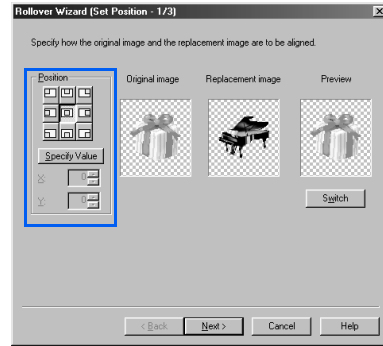 Rollover Wizard (Set Position - 1/3)
Specify how the original image and the replacement image are to be aligned.
Position
Original image
Replacement image
Preview
Specify Value
X: 0
Y: 0
Switch
< Back
Next >
Cancel
Help